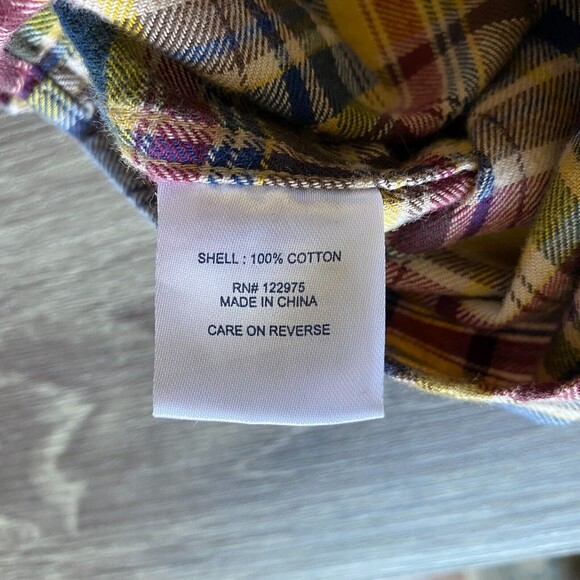 SHELL : 100% COTTON
RN# 122975
MADE IN CHINA
CARE ON REVERSE